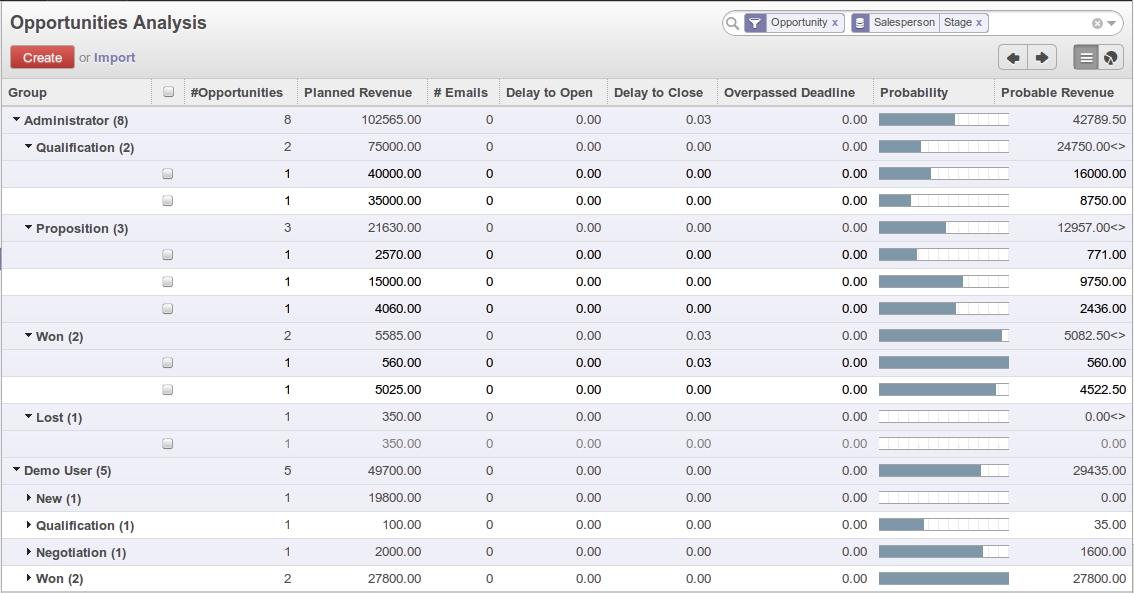 Opportunities Analysis
Opportunity x Salesperson Stage x
Create or Import
Group #Opportunities Planned Revenue # Emails Delay to Open Delay to Close Overpassed Deadline Probability Probable Revenue
Administrator (8) 8 102565.00 0 0.00 0.03 0.00 42789.50
Qualification (2) 2 75000.00 0 0.00 0.00 0.00 24750.00<>
1 40000.00 0 0.00 0.00 0.00 16000.00
1 35000.00 0 0.00 0.00 0.00 8750.00
Proposition (3) 3 21630.00 0 0.00 0.00 0.00 12957.00<>
1 2570.00 0 0.00 0.00 0.00 771.00
1 15000.00 0 0.00 0.00 0.00 9750.00
1 4060.00 0 0.00 0.00 0.00 2436.00
Won (2) 2 5585.00 0 0.00 0.03 0.00 5082.50<>
1 560.00 0 0.00 0.03 0.00 560.00
1 5025.00 0 0.00 0.00 0.00 4522.50
Lost (1) 1 350.00 0 0.00 0.00 0.00 0.00<>
1 350.00 0 0.00 0.00 0.00 0.00
Demo User (5) 5 49700.00 0 0.00 0.00 0.00 29435.00
New (1) 1 19800.00 0 0.00 0.00 0.00 0.00
Qualification (1) 1 100.00 0 0.00 0.00 0.00 35.00
Negotiation (1) 1 2000.00 0 0.00 0.00 0.00 1600.00
Won (2) 2 27800.00 0 0.00 0.00 0.00 27800.00